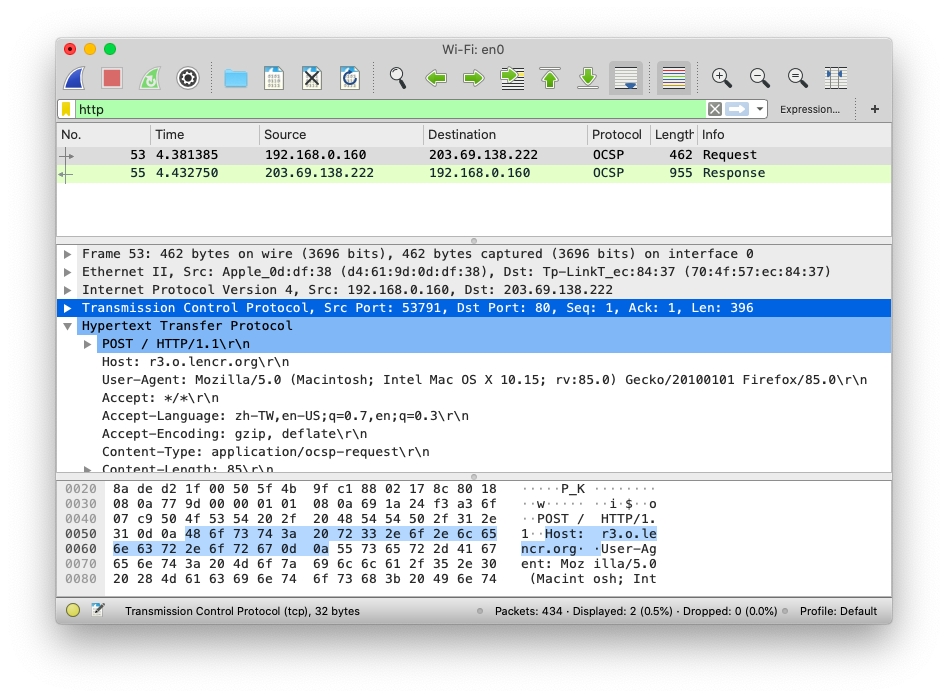 Wi-Fi: en0
http Expression... +
No. Time Source Destination Protocol Length Info
53 4.381385 192.168.0.160 203.69.138.222 OCSP 462 Request
55 4.432750 203.69.138.222 192.168.0.160 OCSP 955 Response
Frame 53: 462 bytes on wire (3696 bits), 462 bytes captured (3696 bits) on interface 0
Ethernet II, Src: Apple_0d:df:38 (d4:61:9d:0d:df:38), Dst: Tp-LinkT_ec:84:37 (70:4f:57:ec:84:37)
Internet Protocol Version 4, Src: 192.168.0.160, Dst: 203.69.138.222
Transmission Control Protocol, Src Port: 53791, Dst Port: 80, Seq: 1, Ack: 1, Len: 396
Hypertext Transfer Protocol
POST / HTTP/1.1\r\n
Host: r3.o.lencr.org\r\n
User-Agent: Mozilla/5.0 (Macintosh; Intel Mac OS X 10.15; rv:85.0) Gecko/20100101 Firefox/85.0\r\n
Accept: */*\r\n
Accept-Language: zh-TW,en-US;q=0.7,en;q=0.3\r\n
Accept-Encoding: gzip, deflate\r\n
Content-Type: application/ocsp-request\r\n
Content-Length: 85\r\n
0020 8a de d2 1f 00 50 5f 4b 9f c1 88 02 17 8c 80 18 ·····P_K ········
0030 08 0a 77 9d 00 00 01 01 08 0a 69 1a 24 f3 a3 6f ··w····· ··i·$··o
0040 07 c9 50 4f 53 54 20 2f 20 48 54 54 50 2f 31 2e ··POST / HTTP/1.
0050 31 0d 0a 48 6f 73 74 3a 20 72 33 2e 6f 2e 6c 65 1··Host: r3.o.le
0060 6e 63 72 2e 6f 72 67 0d 0a 55 73 65 72 2d 41 67 ncr.org· ·User-Ag
0070 65 6e 74 3a 20 4d 6f 7a 69 6c 6c 61 2f 35 2e 30 ent: Moz illa/5.0
0080 20 28 4d 61 63 69 6e 74 6f 73 68 3b 20 49 6e 74 (Macint osh; Int
Transmission Control Protocol (tcp), 32 bytes Packets: 434 · Displayed: 2 (0.5%) · Dropped: 0 (0.0%) Profile: Default